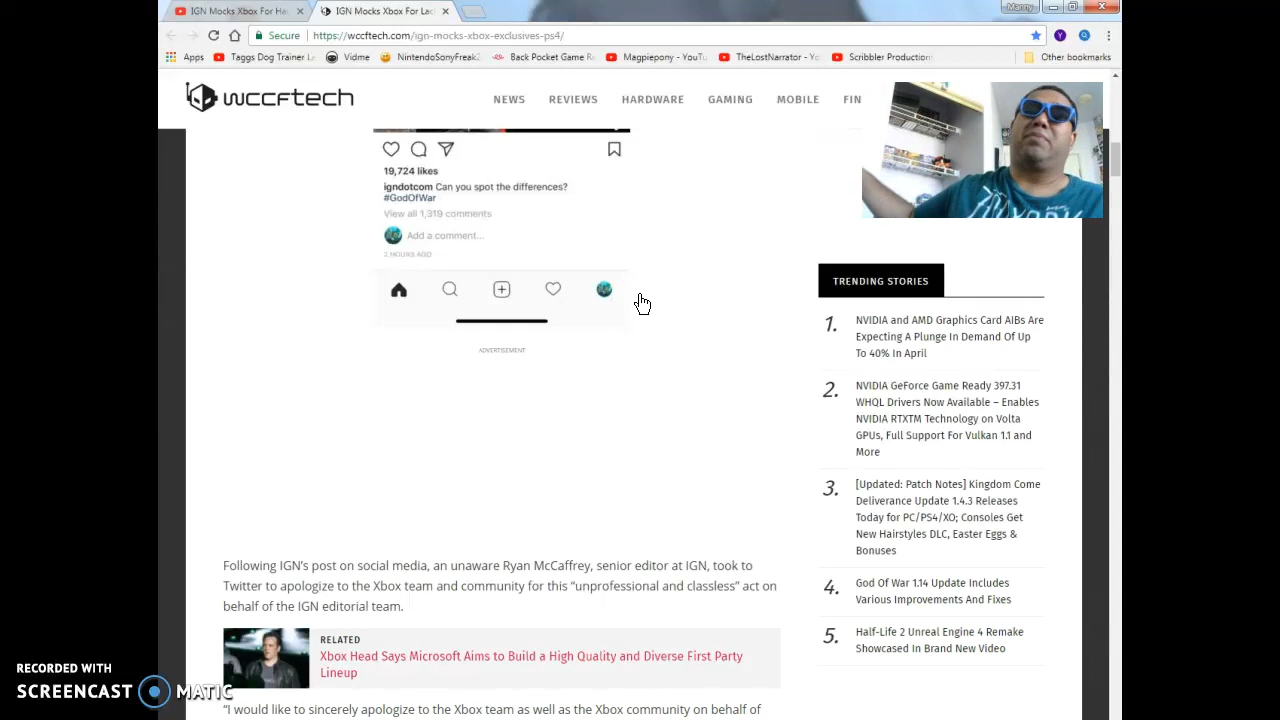 IGN Mocks Xbox For Ha
IGN Mocks Xbox For Lac
Manny
Secure
https://wccftech.com/ign-mocks-xbox-exclusives-ps4/
Apps
Taggs Dog Trainer L
Vidme
NintendoSonyFreak
Back Pocket Game R
Magpiepony - YouT
TheLostNarrator - Yo
Scribbler Production
Other bookmarks
wccftech
NEWS
REVIEWS
HARDWARE
GAMING
MOBILE
FIN
19,724 likes
igndotcom Can you spot the differences?
#GodOfWar
View all 1,319 comments
Add a comment...
2 HOURS AGO
ADVERTISEMENT
Following IGN's post on social media, an unaware Ryan McCaffrey, senior editor at IGN, took to
Twitter to apologize to the Xbox team and community for this "unprofessional and classless" act on
behalf of the IGN editorial team.
RELATED
Xbox Head Says Microsoft Aims to Build a High Quality and Diverse First Party
Lineup
"I would like to sincerely apologize to the Xbox team as well as the Xbox community on behalf of
TRENDING STORIES
1.
NVIDIA and AMD Graphics Card AIBs Are
Expecting A Plunge In Demand Of Up
To 40% In April
2.
NVIDIA GeForce Game Ready 397.31
WHQL Drivers Now Available – Enables
NVIDIA RTXTM Technology on Volta
GPUs, Full Support For Vulkan 1.1 and
More
3.
[Updated: Patch Notes] Kingdom Come
Deliverance Update 1.4.3 Releases
Today for PC/PS4/XO; Consoles Get
New Hairstyles DLC, Easter Eggs &
Bonuses
4.
God Of War 1.14 Update Includes
Various Improvements And Fixes
5.
Half-Life 2 Unreal Engine 4 Remake
Showcased In Brand New Video
RECORDED WITH
SCREENCAST MATIC